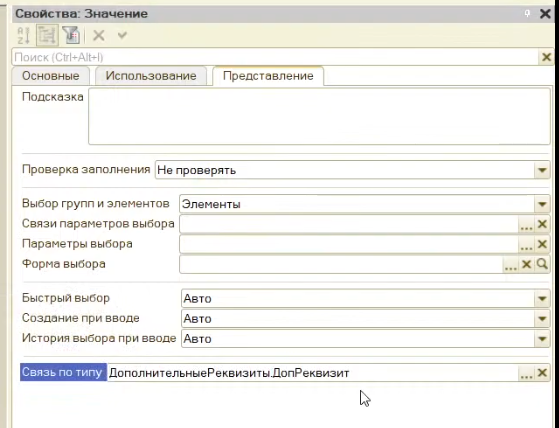 Свойства: Значение
Поиск (Ctrl+Alt+I)
Основные Использование Представление
Подсказка
Проверка заполнения Не проверять
Выбор групп и элементов Элементы
Связи параметров выбора ...
Параметры выбора ...
Форма выбора ...
Быстрый выбор Авто
Создание при вводе Авто
История выбора при вводе Авто
Связь по типу ДополнительныеРеквизиты.ДопРеквизит ...